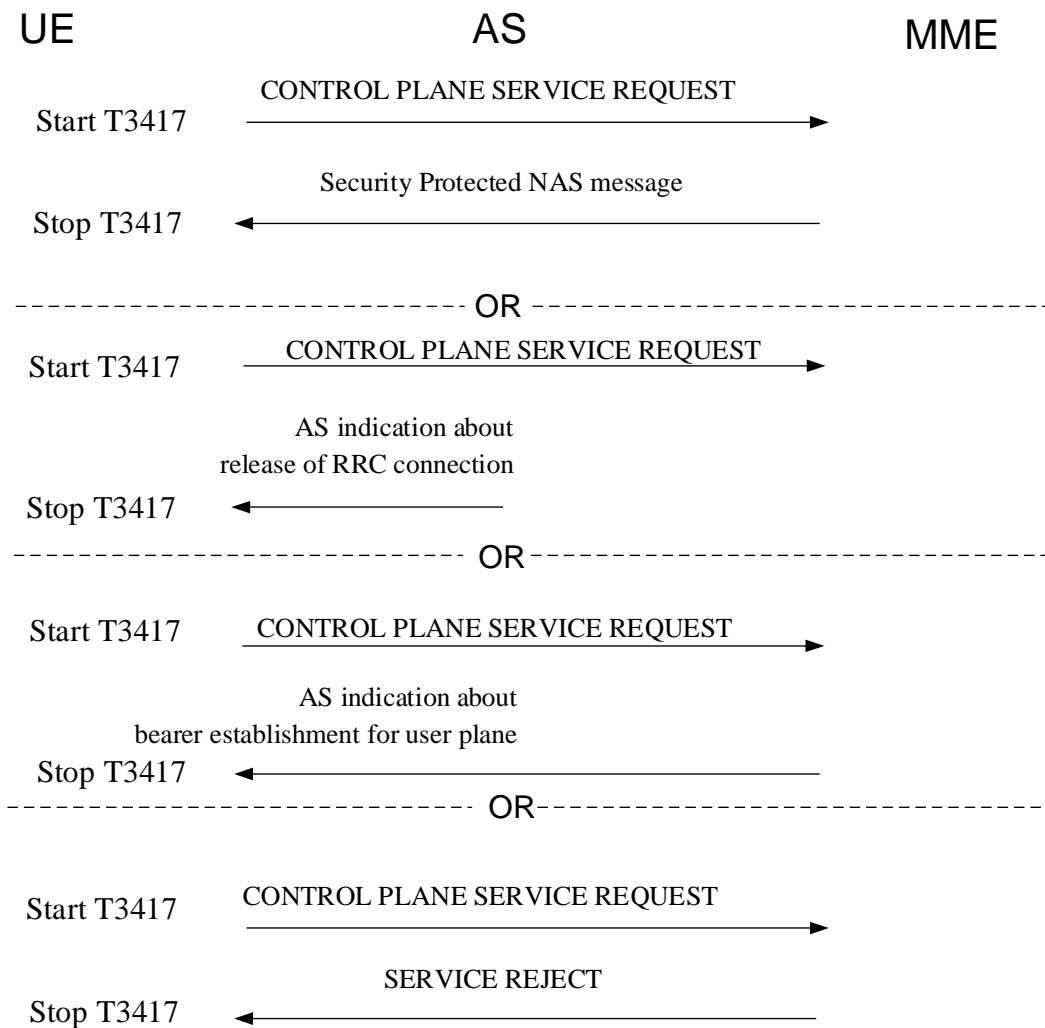 UE AS MME
CONTROL PLANE SERVICE REQUEST
Start T3417
Security Protected NAS message
Stop T3417
OR
CONTROL PLANE SERVICE REQUEST
Start T3417
AS indication about
release of RRC connection
Stop T3417
OR
Start T3417 CONTROL PLANE SERVICE REQUEST
AS indication about
bearer establishment for user plane
Stop T3417
OR
CONTROL PLANE SERVICE REQUEST
Start T3417
SERVICE REJECT
Stop T3417